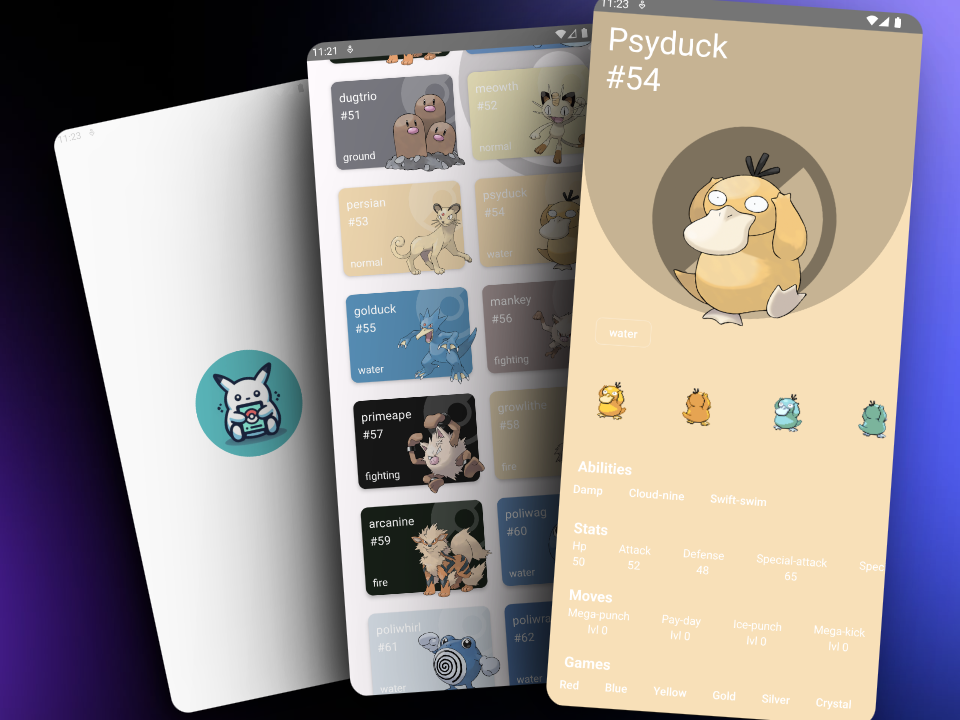 11:23
11:21
dugtrio
#51
ground
meowth
#52
normal
persian
#53
normal
psyduck
#54
water
golduck
#55
water
mankey
#56
fighting
primeape
#57
fighting
growlithe
#58
fire
arcanine
#59
fire
poliwag
#60
water
poliwhirl
#61
water
poliwr
#62
water
11:23
Psyduck
#54
water
Abilities
Damp Cloud-nine Swift-swim
Stats
Hp Attack Defense Special-attack Spec
50 52 48 65
Moves
Mega-punch Pay-day Ice-punch Mega-kick
lvl 0 lvl 0 lvl 0 lvl 0
Games
Red Blue Yellow Gold Silver Crystal